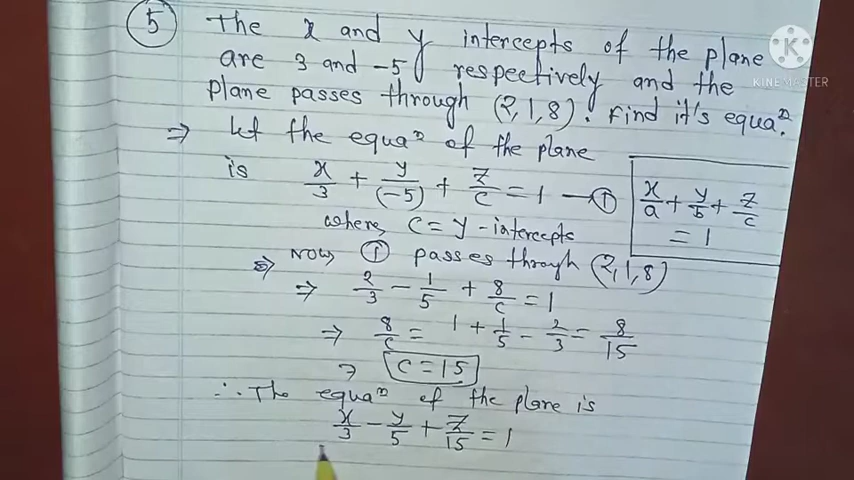 5 The x and y intercepts of the plane
are 3 and -5 respectively and the
plane passes through (2,1,8). Find it's equaⁿ.
⇒ Let the equaⁿ of the plane
is x/3 + y/(-5) + z/c = 1 — ①
x/a + y/b + z/c = 1
where, c = y-intercepts
⇒ Now, ① passes through (2,1,8)
⇒ 2/3 - 1/5 + 8/c = 1
⇒ 8/c = 1 + 1/5 - 2/3 = 8/15
⇒ c = 15
∴ The equaⁿ of the plane is
x/3 - y/5 + z/15 = 1
K
KINEMASTER